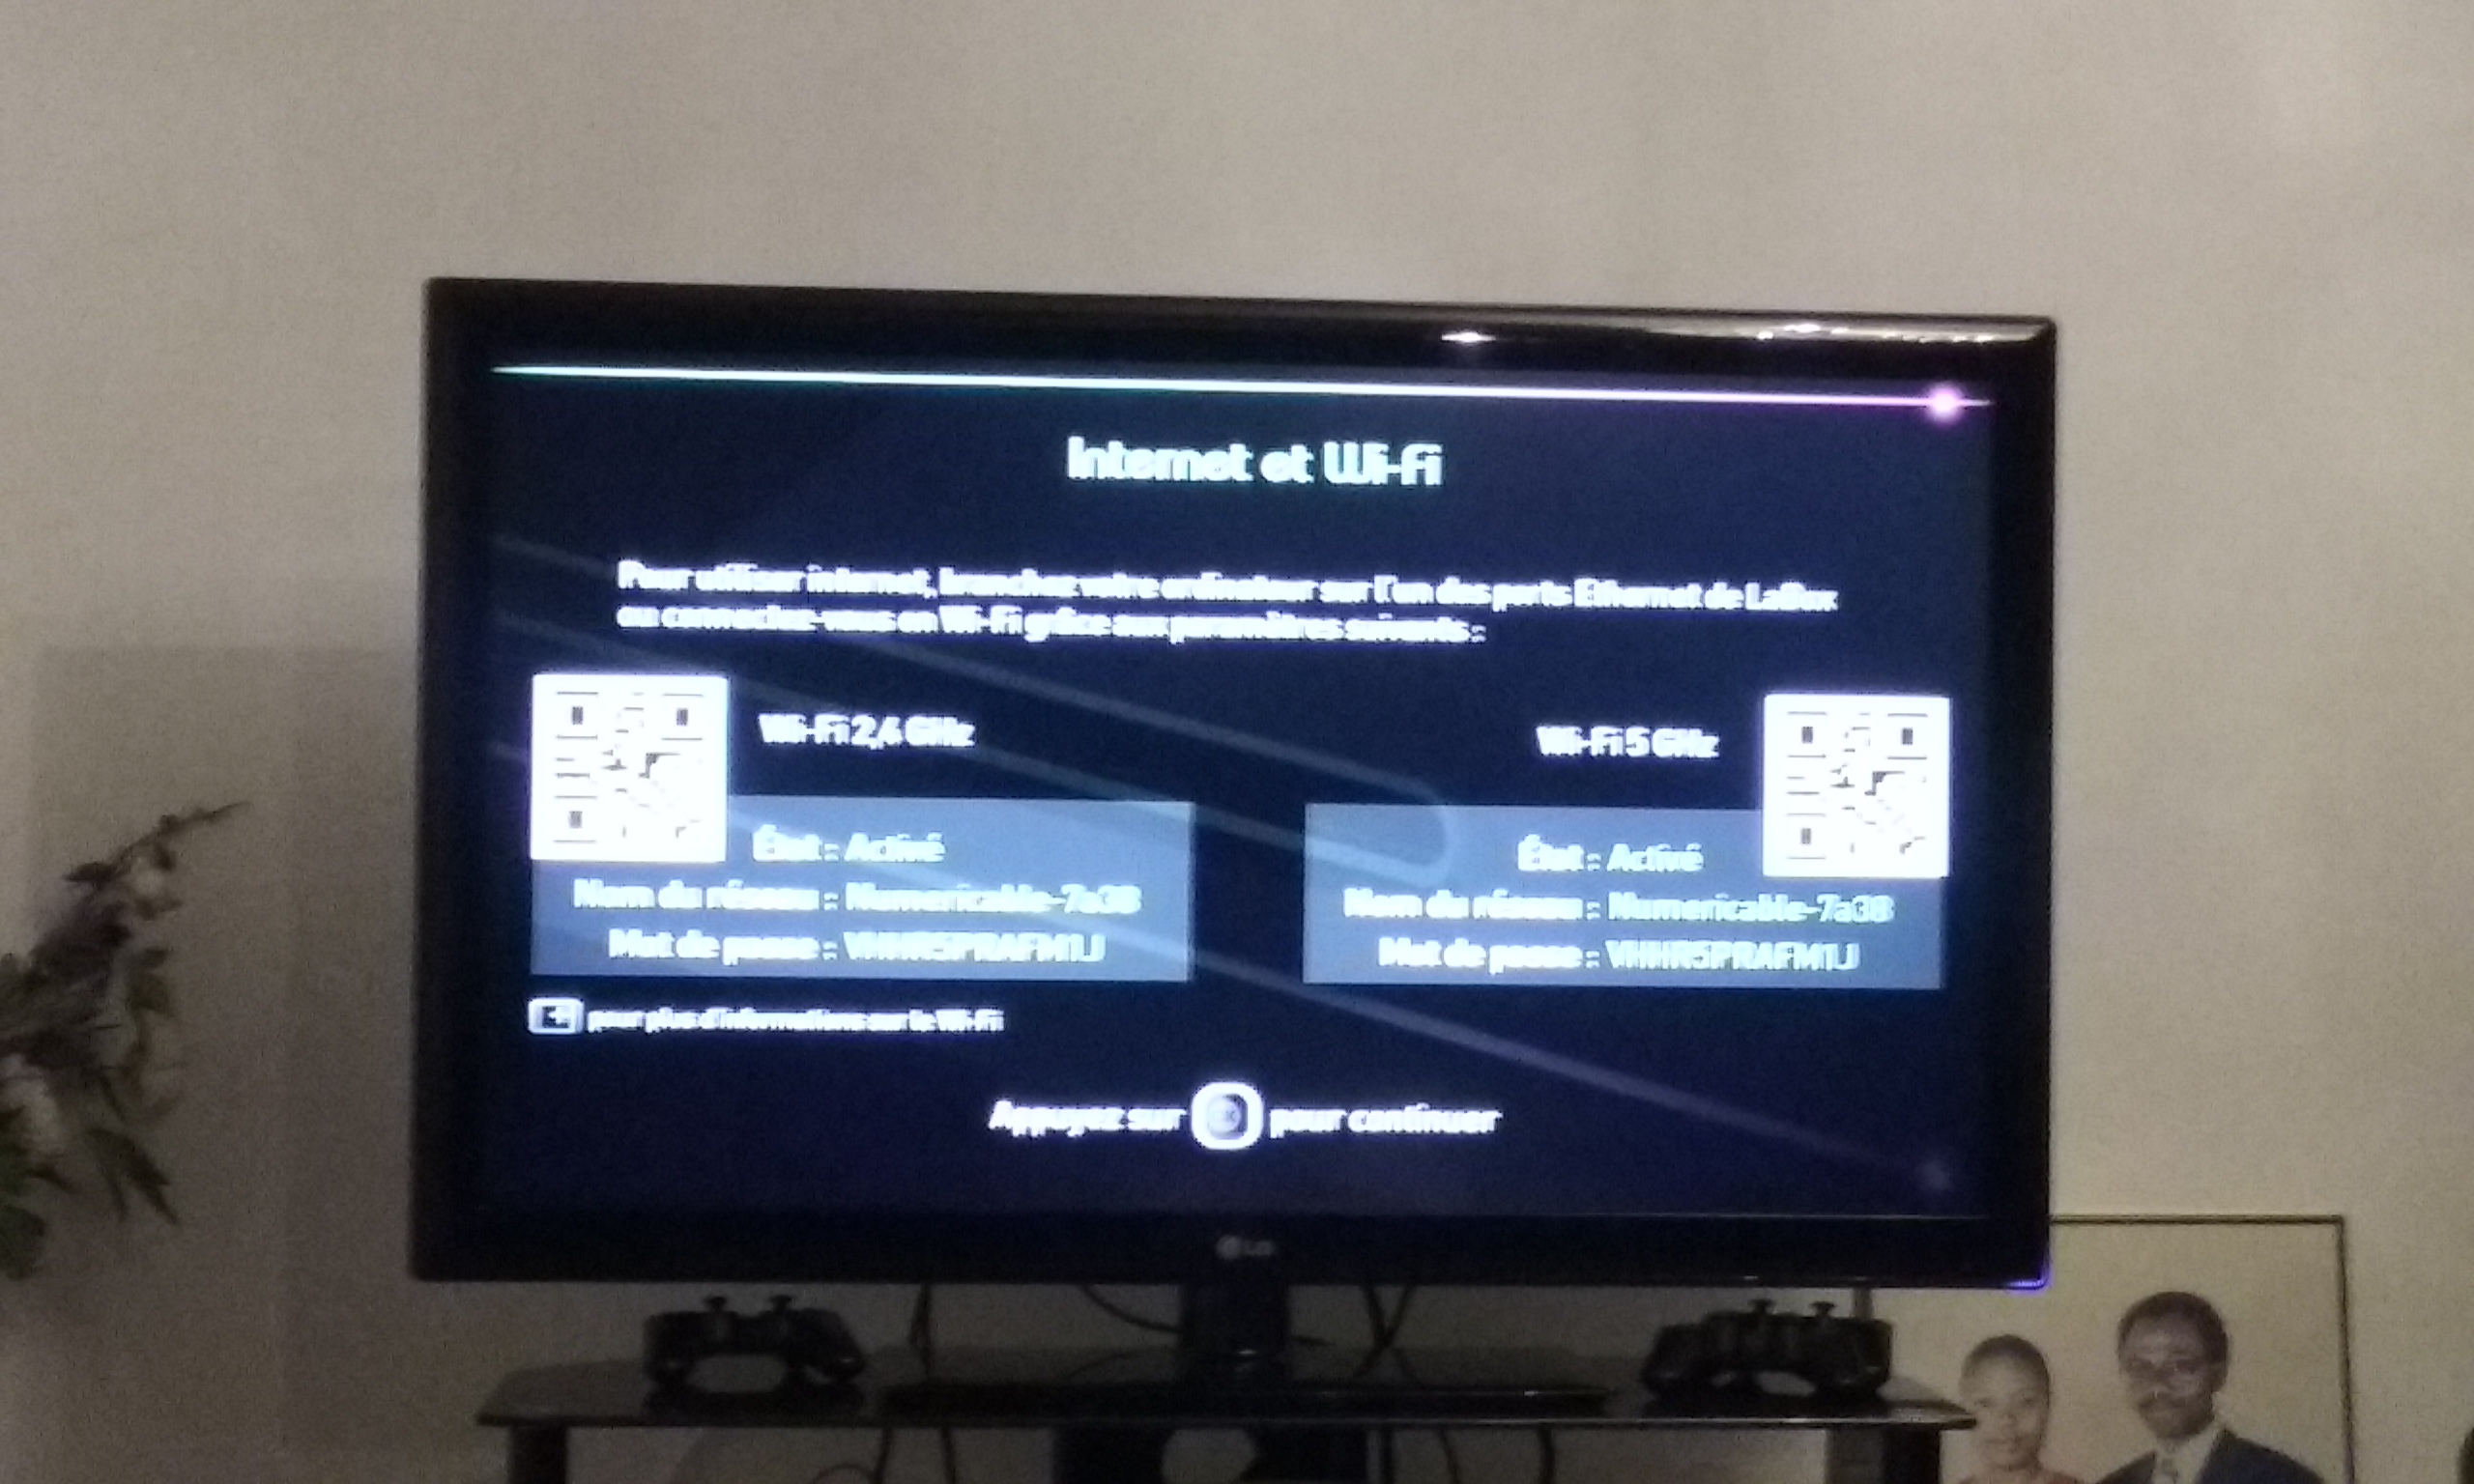 Internet et Wi-Fi
Pour utiliser internet, branchez votre ordinateur sur l'un des ports Ethernet de LaBox
ou connectez-vous en Wi-Fi grâce aux paramètres suivants :
Wi-Fi 2,4 GHz
État : Activé
Nom du réseau : Numericable-7a38
Mot de passe :
Wi-Fi 5 GHz
État : Activé
Nom du réseau : Numericable-7a38
Mot de passe :
+ pour plus d'informations sur le Wi-Fi
Appuyez sur OK pour continuer
LG